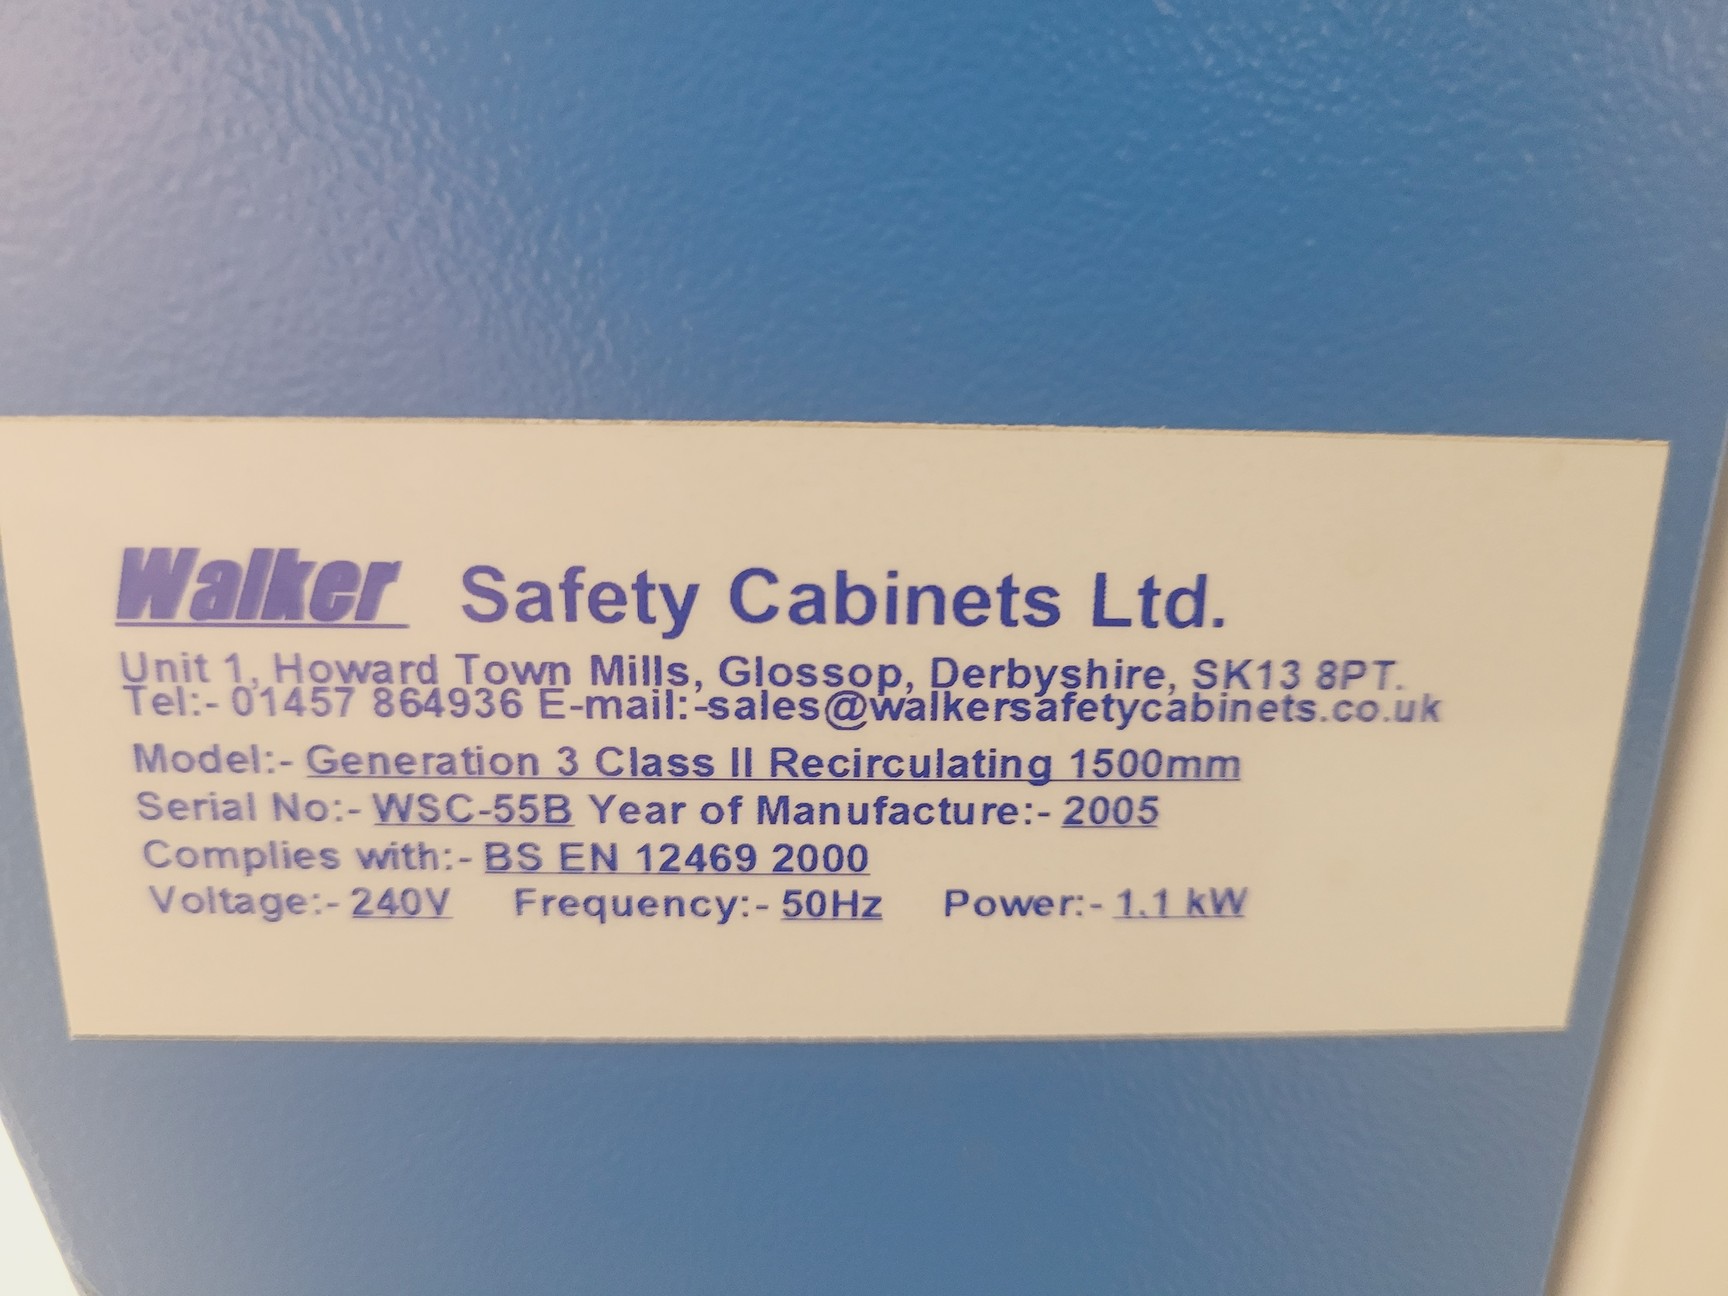 Walker Safety Cabinets Ltd.
Unit 1, Howard Town Mills, Glossop, Derbyshire, SK13 8PT.
Tel:- 01457 864936 E-mail:-sales@walkersafetycabinets.co.uk
Model:- Generation 3 Class II Recirculating 1500mm
Serial No:- WSC-55B Year of Manufacture:- 2005
Complies with:- BS EN 12469 2000
Voltage:- 240V Frequency:- 50Hz Power:- 1.1 kW